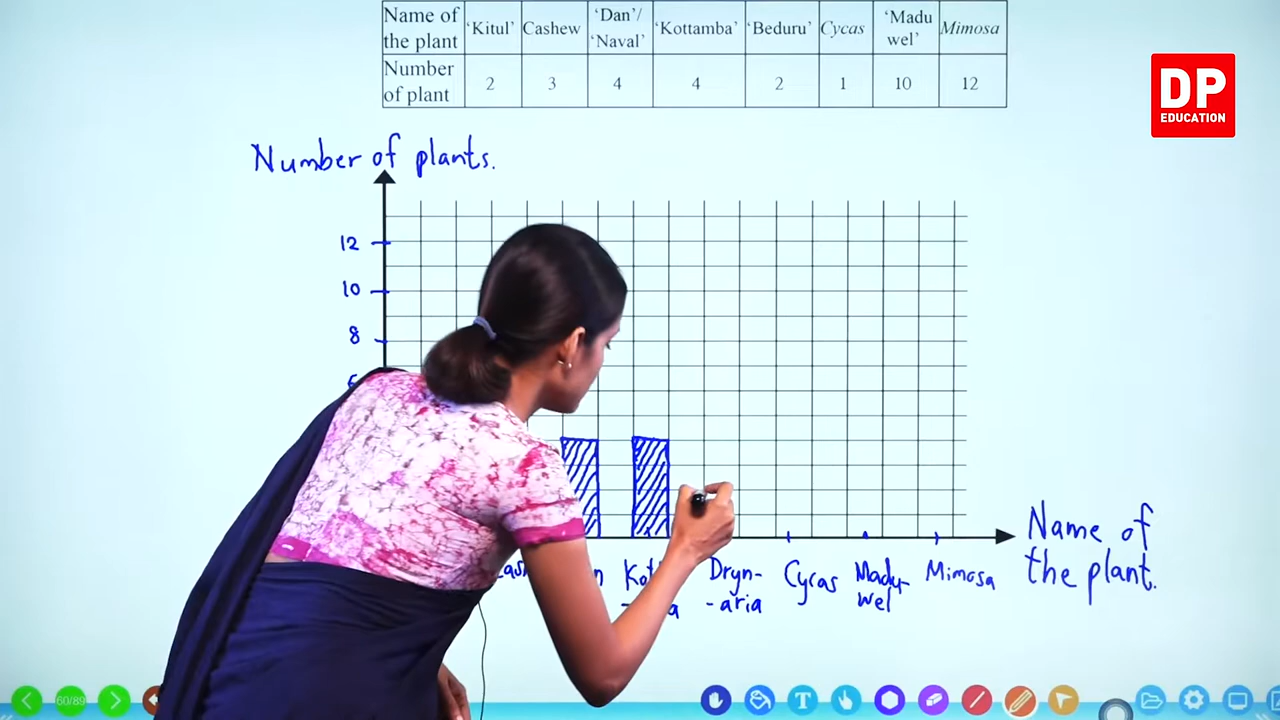 Name of the plant 'Kitul' Cashew 'Dan'/ 'Naval' 'Kottamba' 'Beduru' Cycas 'Madu wel' Mimosa
Number of plant 2 3 4 4 2 1 10 12
DP
EDUCATION
Number of plants.
12
10
8
Dryn-
-aria
Cycas
Madu-
wel
Mimosa
Name of
the plant.
60/89